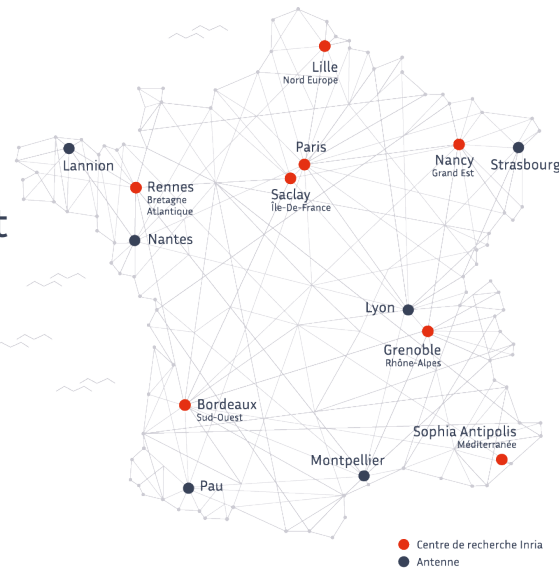 Lille
Nord Europe
Paris
Nancy
Grand Est
Strasbourg
Lannion
Rennes
Bretagne
Atlantique
Saclay
Île-De-France
t
Nantes
Lyon
Grenoble
Rhône-Alpes
Bordeaux
Sud-Ouest
Sophia Antipolis
Méditerranée
Montpellier
Pau
Centre de recherche Inria
Antenne